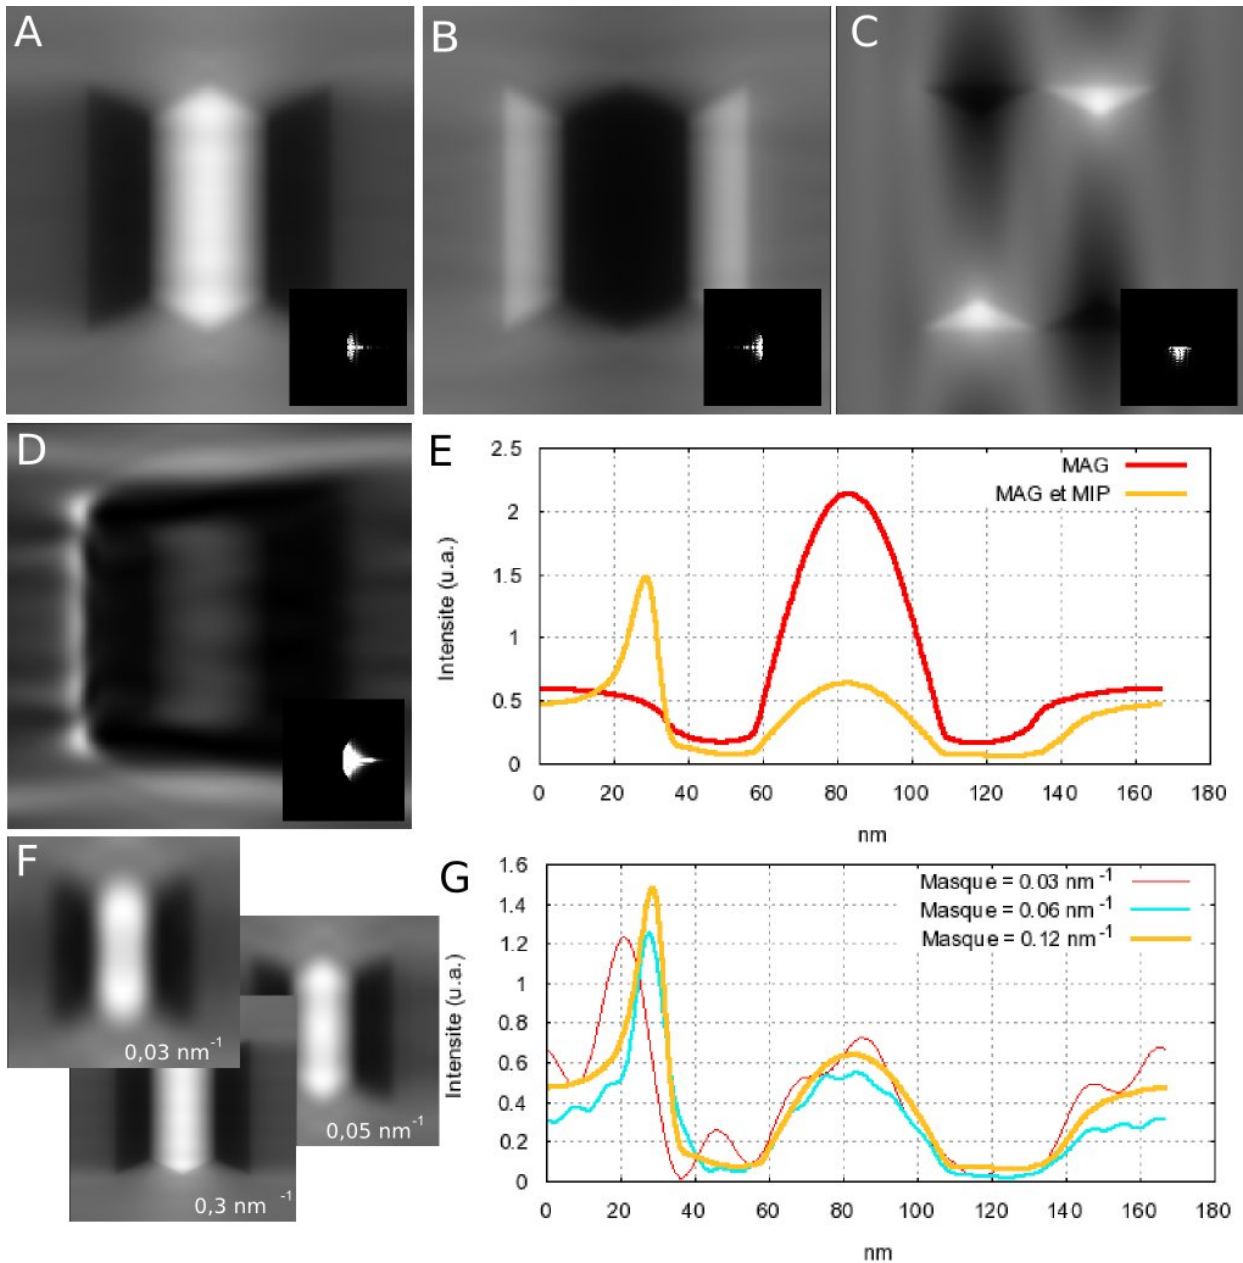 A
B
C
D
E
2.5
2
1.5
1
0.5
0
Intensite (u.a.)
MAG
MAG et MIP
0 20 40 60 80 100 120 140 160 180
nm
F
0,03 nm-1
0,05 nm-1
0,3 nm -1
G
1.6
1.4
1.2
1
0.8
0.6
0.4
0.2
0
Intensite (u.a.)
Masque = 0.03 nm-1
Masque = 0.06 nm-1
Masque = 0.12 nm-1
0 20 40 60 80 100 120 140 160 180
nm